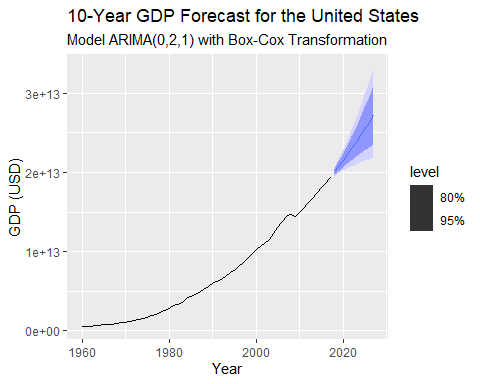 10-Year GDP Forecast for the United States
Model ARIMA(0,2,1) with Box-Cox Transformation
3e+13
2e+13
1e+13
0e+00
GDP (USD)
1960
1980
2000
2020
Year
level
80%
95%